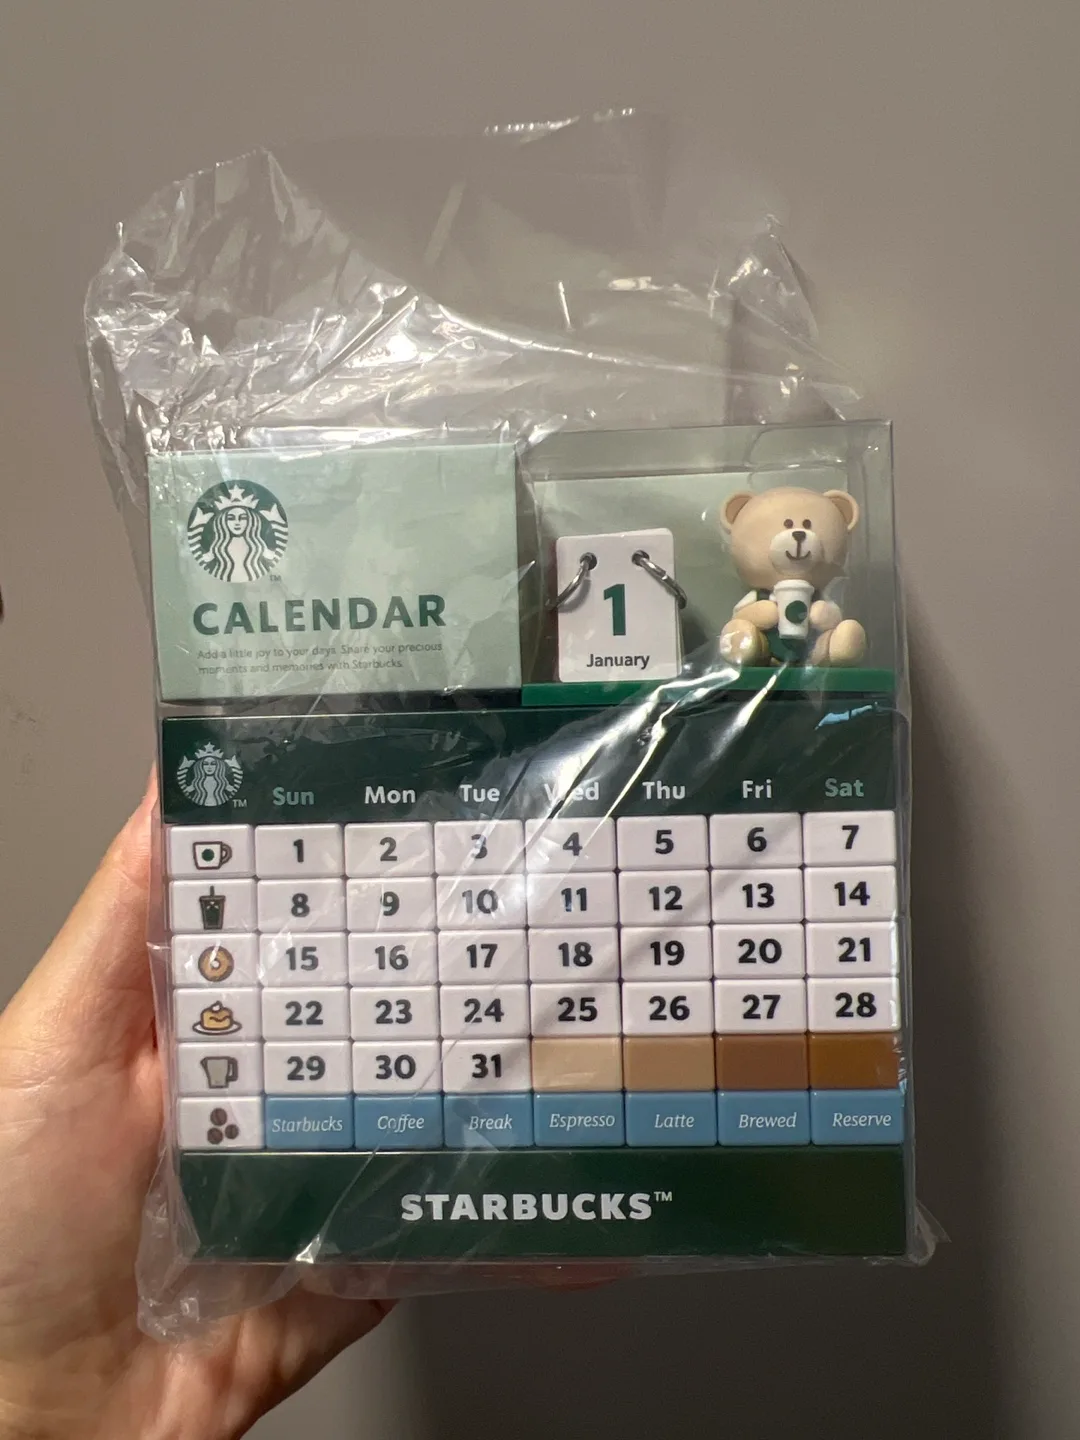 TM
CALENDAR
Add a little joy to your days. Share your precious
moments and memories with Starbucks.
1
January
TM
Sun Mon Tue Wed Thu Fri Sat
1 2 3 4 5 6 7
8 9 10 11 12 13 14
15 16 17 18 19 20 21
22 23 24 25 26 27 28
29 30 31
Starbucks Coffee Break Espresso Latte Brewed Reserve
STARBUCKS™